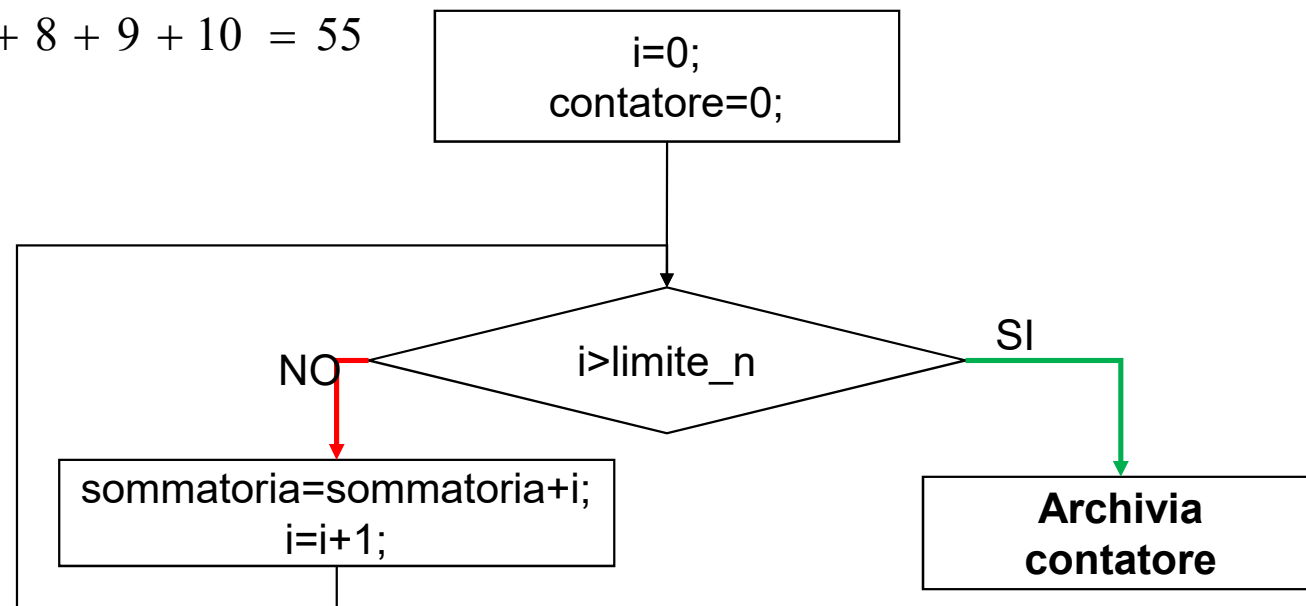 + 8 + 9 + 10 = 55
i=0;
contatore=0;
i>limite_n
NO
SI
sommatoria=sommatoria+i;
i=i+1;
Archivia
contatore